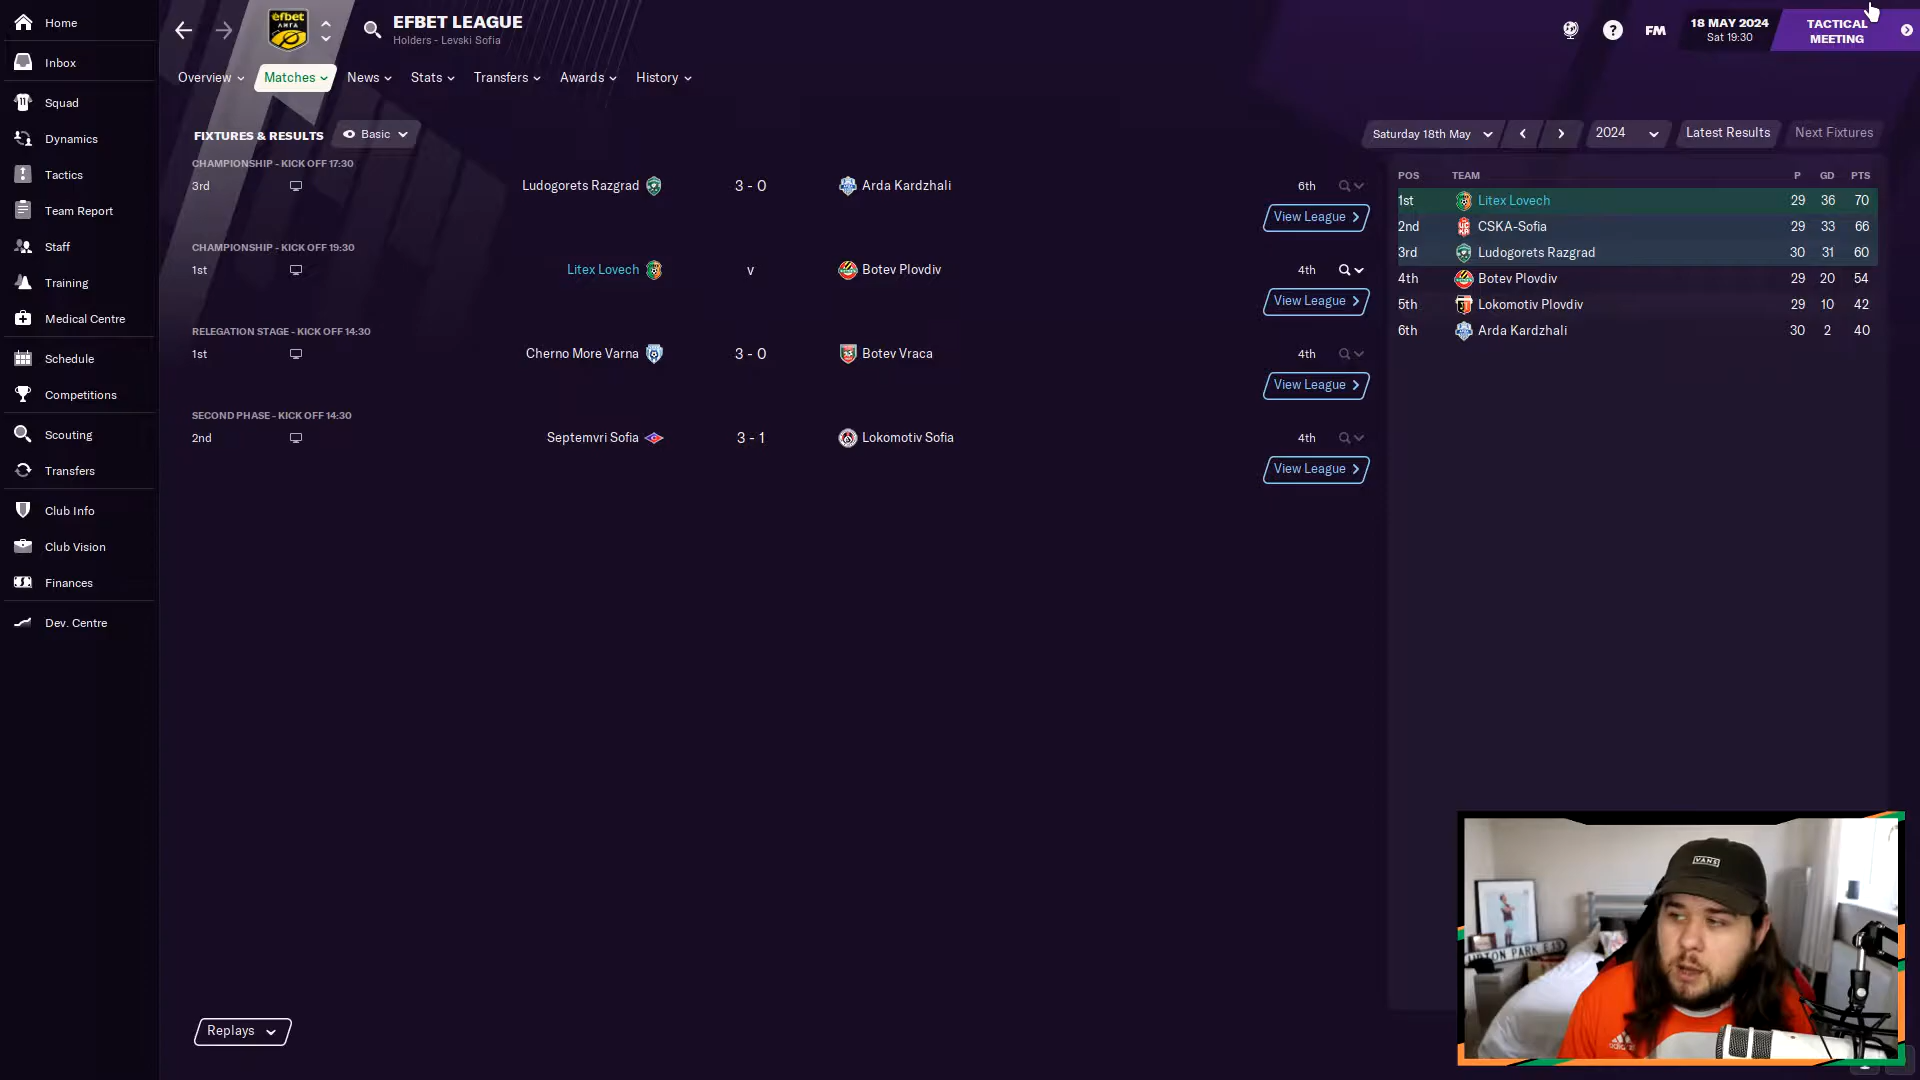 Home
Inbox
Squad
Dynamics
Tactics
Team Report
Staff
Training
Medical Centre
Schedule
Competitions
Scouting
Transfers
Club Info
Club Vision
Finances
Dev. Centre
efbet
ЛИГА
EFBET LEAGUE
Holders - Levski Sofia
FM
18 MAY 2024
Sat 19:30
TACTICAL
MEETING
Overview
Matches
News
Stats
Transfers
Awards
History
FIXTURES & RESULTS
Basic
Saturday 18th May
2024
Latest Results
Next Fixtures
CHAMPIONSHIP - KICK OFF 17:30
3rd Ludogorets Razgrad 3 - 0 Arda Kardzhali 6th
View League
CHAMPIONSHIP - KICK OFF 19:30
1st Litex Lovech v Botev Plovdiv 4th
View League
RELEGATION STAGE - KICK OFF 14:30
1st Cherno More Varna 3 - 0 Botev Vraca 4th
View League
SECOND PHASE - KICK OFF 14:30
2nd Septemvri Sofia 3 - 1 Lokomotiv Sofia 4th
View League
POS TEAM P GD PTS
1st Litex Lovech 29 36 70
2nd CSKA-Sofia 29 33 66
3rd Ludogorets Razgrad 30 31 60
4th Botev Plovdiv 29 20 54
5th Lokomotiv Plovdiv 29 10 42
6th Arda Kardzhali 30 2 40
Replays
VANS
adidas